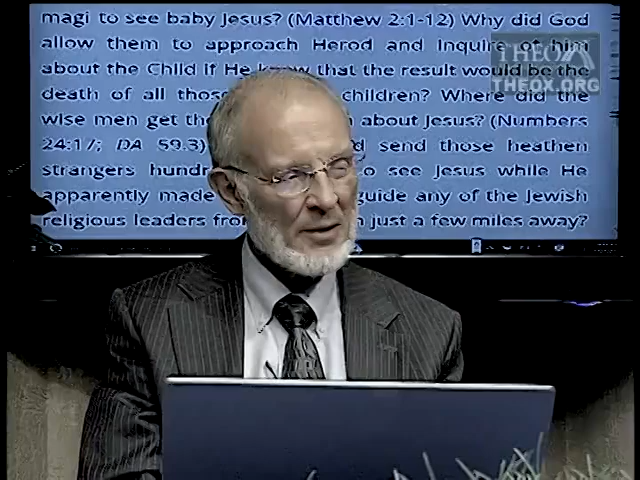 magi to see baby Jesus? (Matthew 2:1-12) Why did God
allow them to approach Herod and inquire of him
about the Child if He knew that the result would be the
death of all those children? Where did the
wise men get the about Jesus? (Numbers
24:17; DA 59.3) send those heathen
strangers to see Jesus while He
apparently made guide any of the Jewish
religious leaders just a few miles away?
THEOX
THEOX.ORG